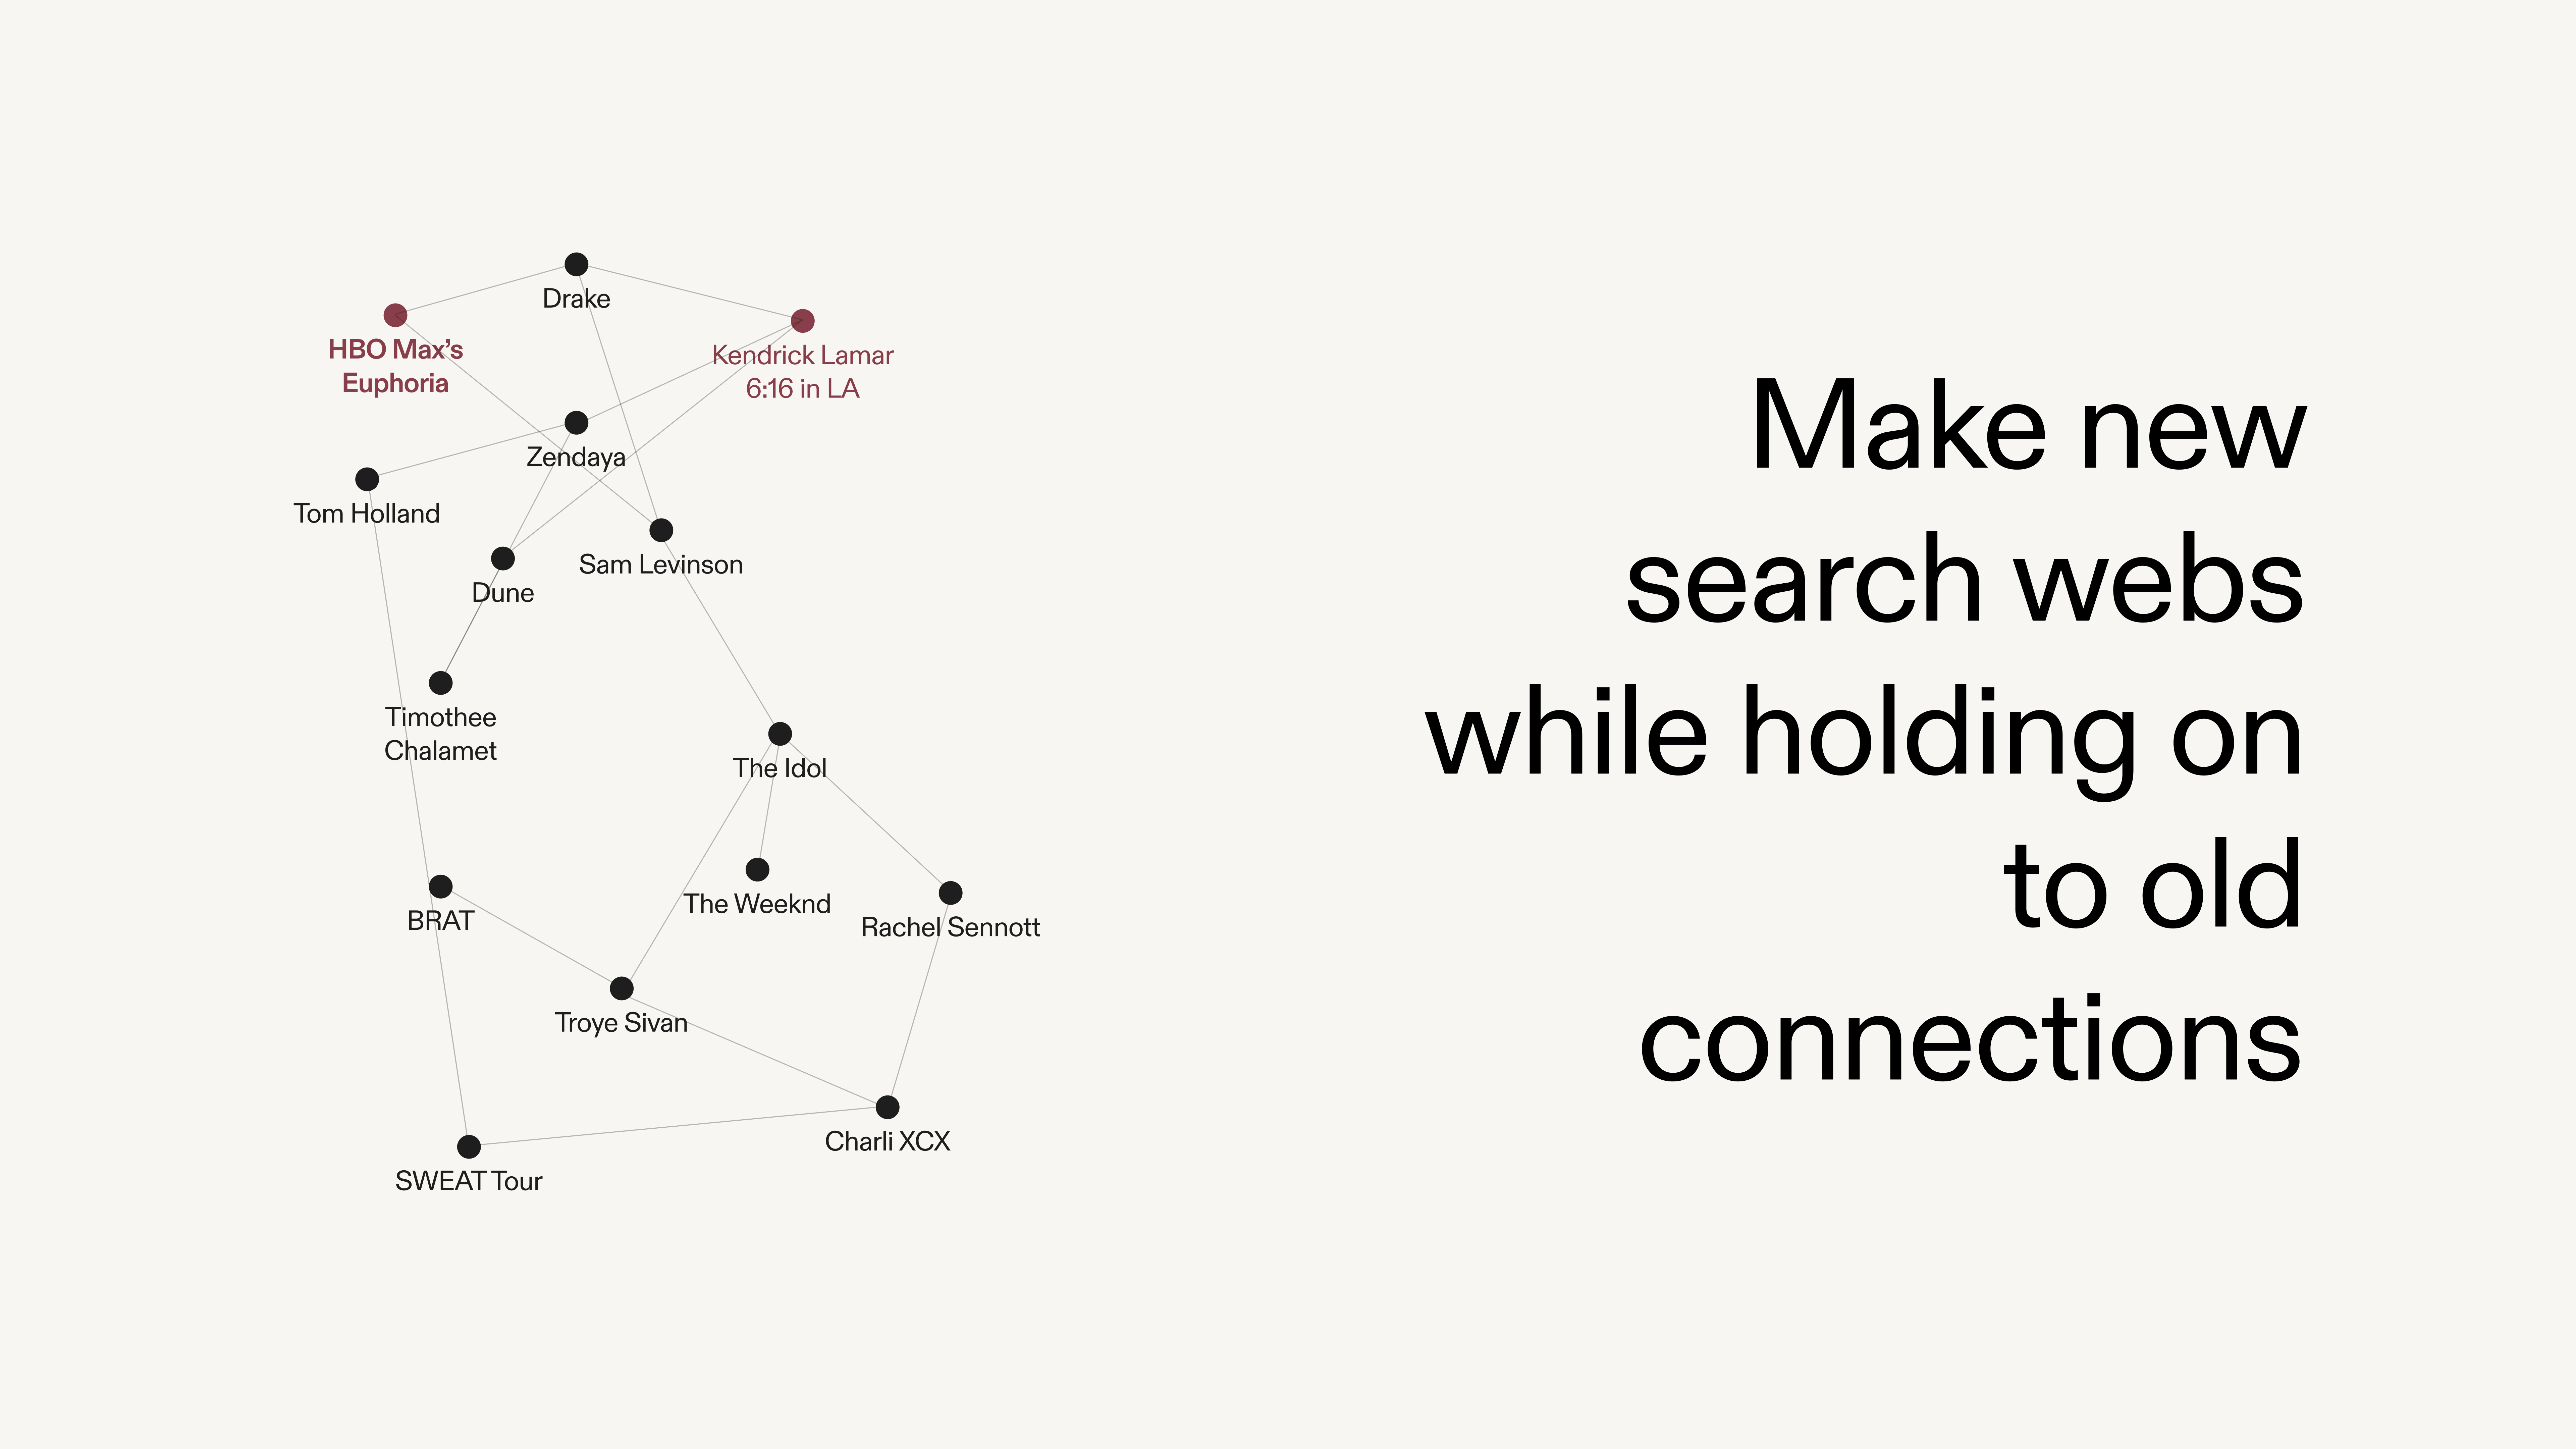 Drake
HBO Max’s
Euphoria
Kendrick Lamar
6:16 in LA
Zendaya
Tom Holland
Sam Levinson
Dune
Timothee
Chalamet
The Idol
The Weeknd
BRAT
Rachel Sennott
Troye Sivan
Charli XCX
SWEAT Tour
Make new
search webs
while holding on
to old
connections